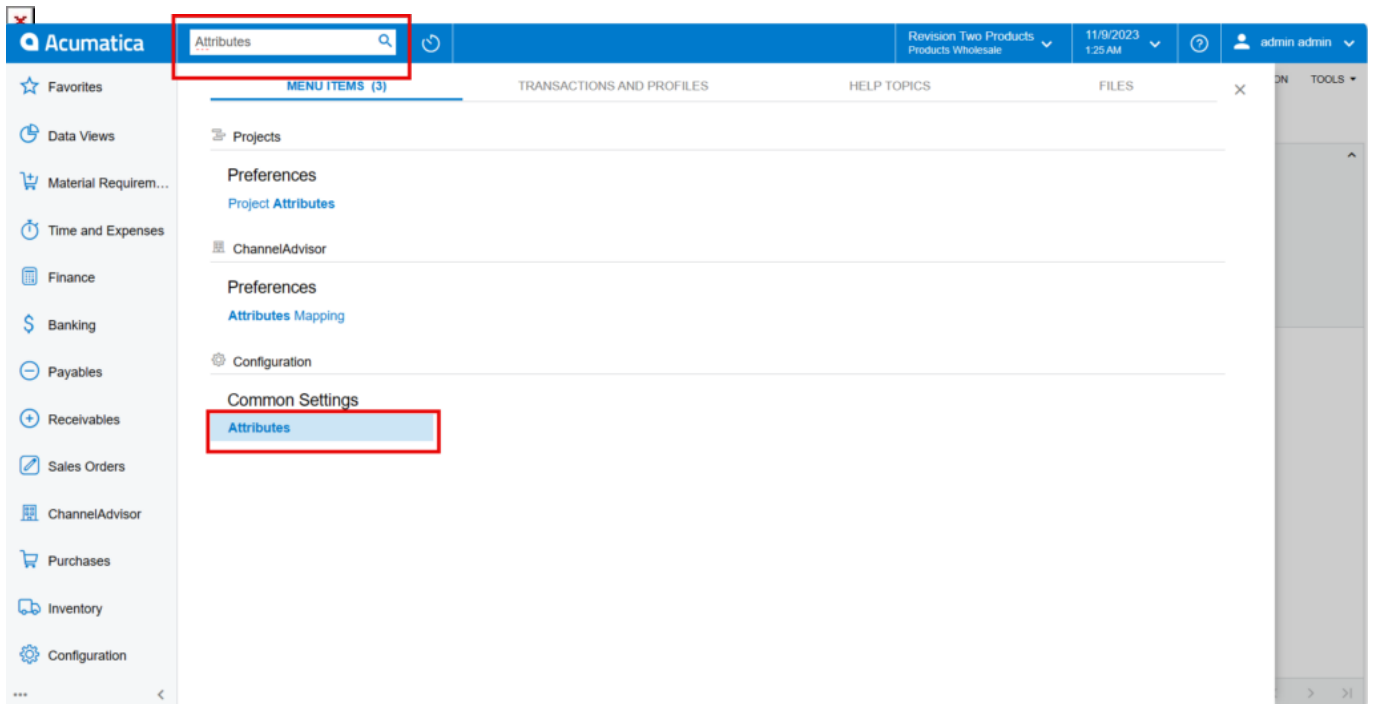 Acumatica
Attributes
Revision Two Products
Products Wholesale
11/9/2023
1:25 AM
admin admin
Favorites
Data Views
Material Requirem...
Time and Expenses
Finance
Banking
Payables
Receivables
Sales Orders
ChannelAdvisor
Purchases
Inventory
Configuration
MENU ITEMS (3)
TRANSACTIONS AND PROFILES
HELP TOPICS
FILES
TOOLS
Projects
Preferences
Project Attributes
ChannelAdvisor
Preferences
Attributes Mapping
Configuration
Common Settings
Attributes